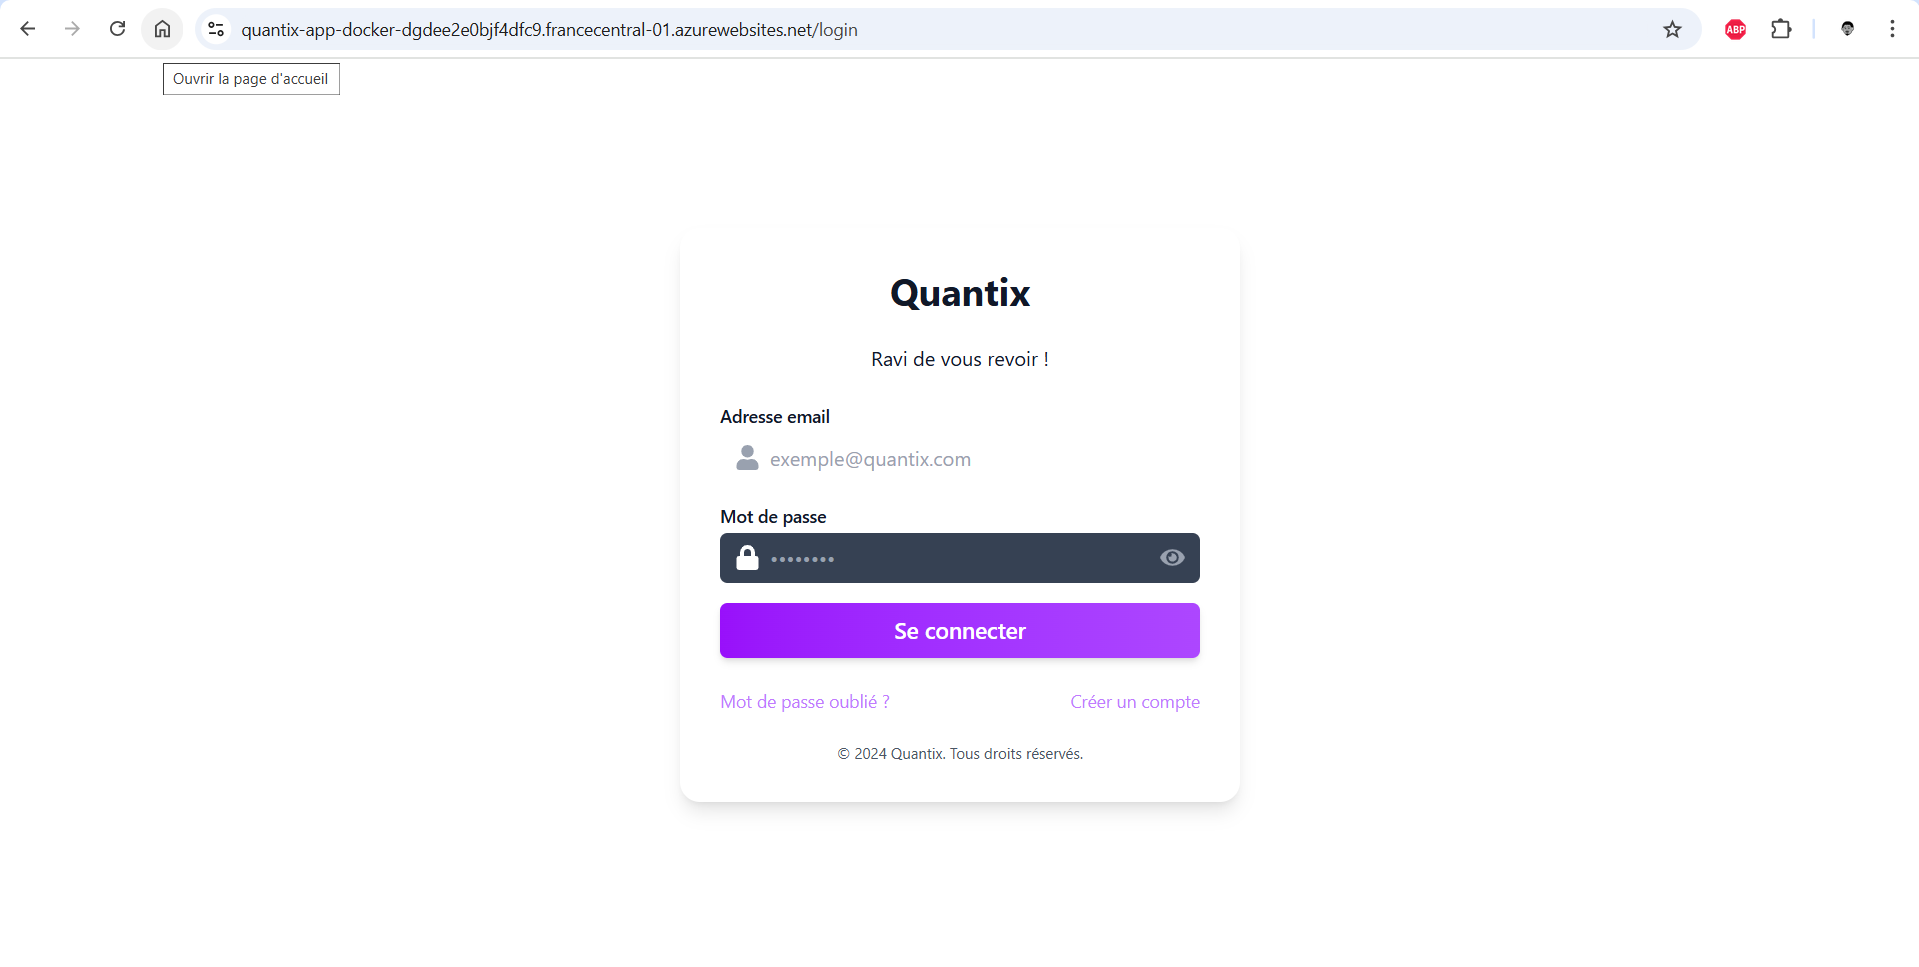 quantix-app-docker-dgdee2e0bjf4dfc9.francecentral-01.azurewebsites.net/login
ABP
Ouvrir la page d'accueil
Quantix
Ravi de vous revoir !
Adresse email
exemple@quantix.com
Mot de passe
••••••••
Se connecter
Mot de passe oublié ?
Créer un compte
© 2024 Quantix. Tous droits réservés.